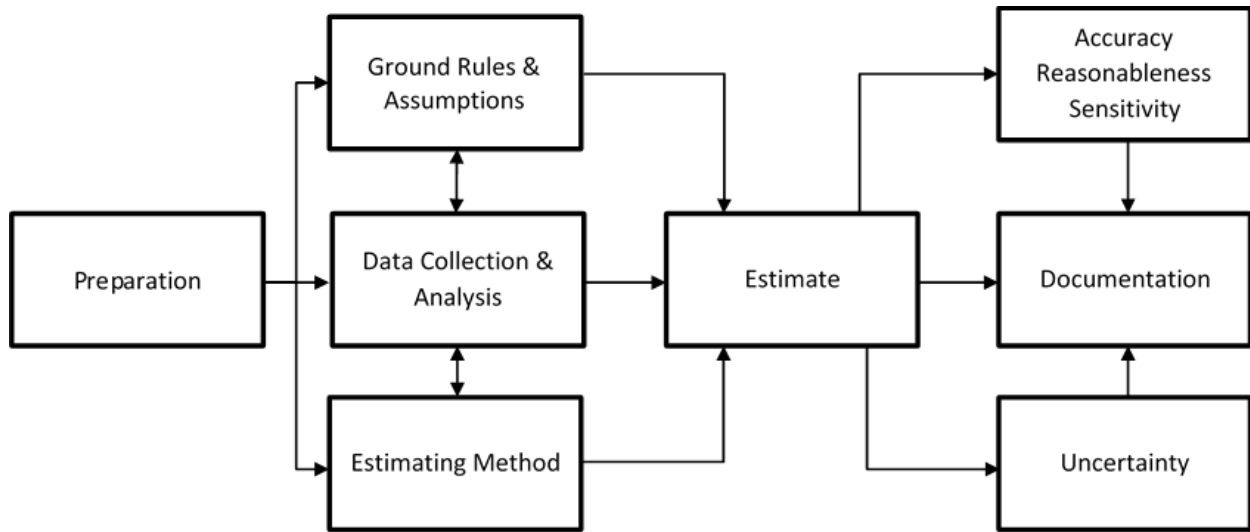 Preparation
Ground Rules &
Assumptions
Data Collection &
Analysis
Estimating Method
Estimate
Accuracy
Reasonableness
Sensitivity
Documentation
Uncertainty